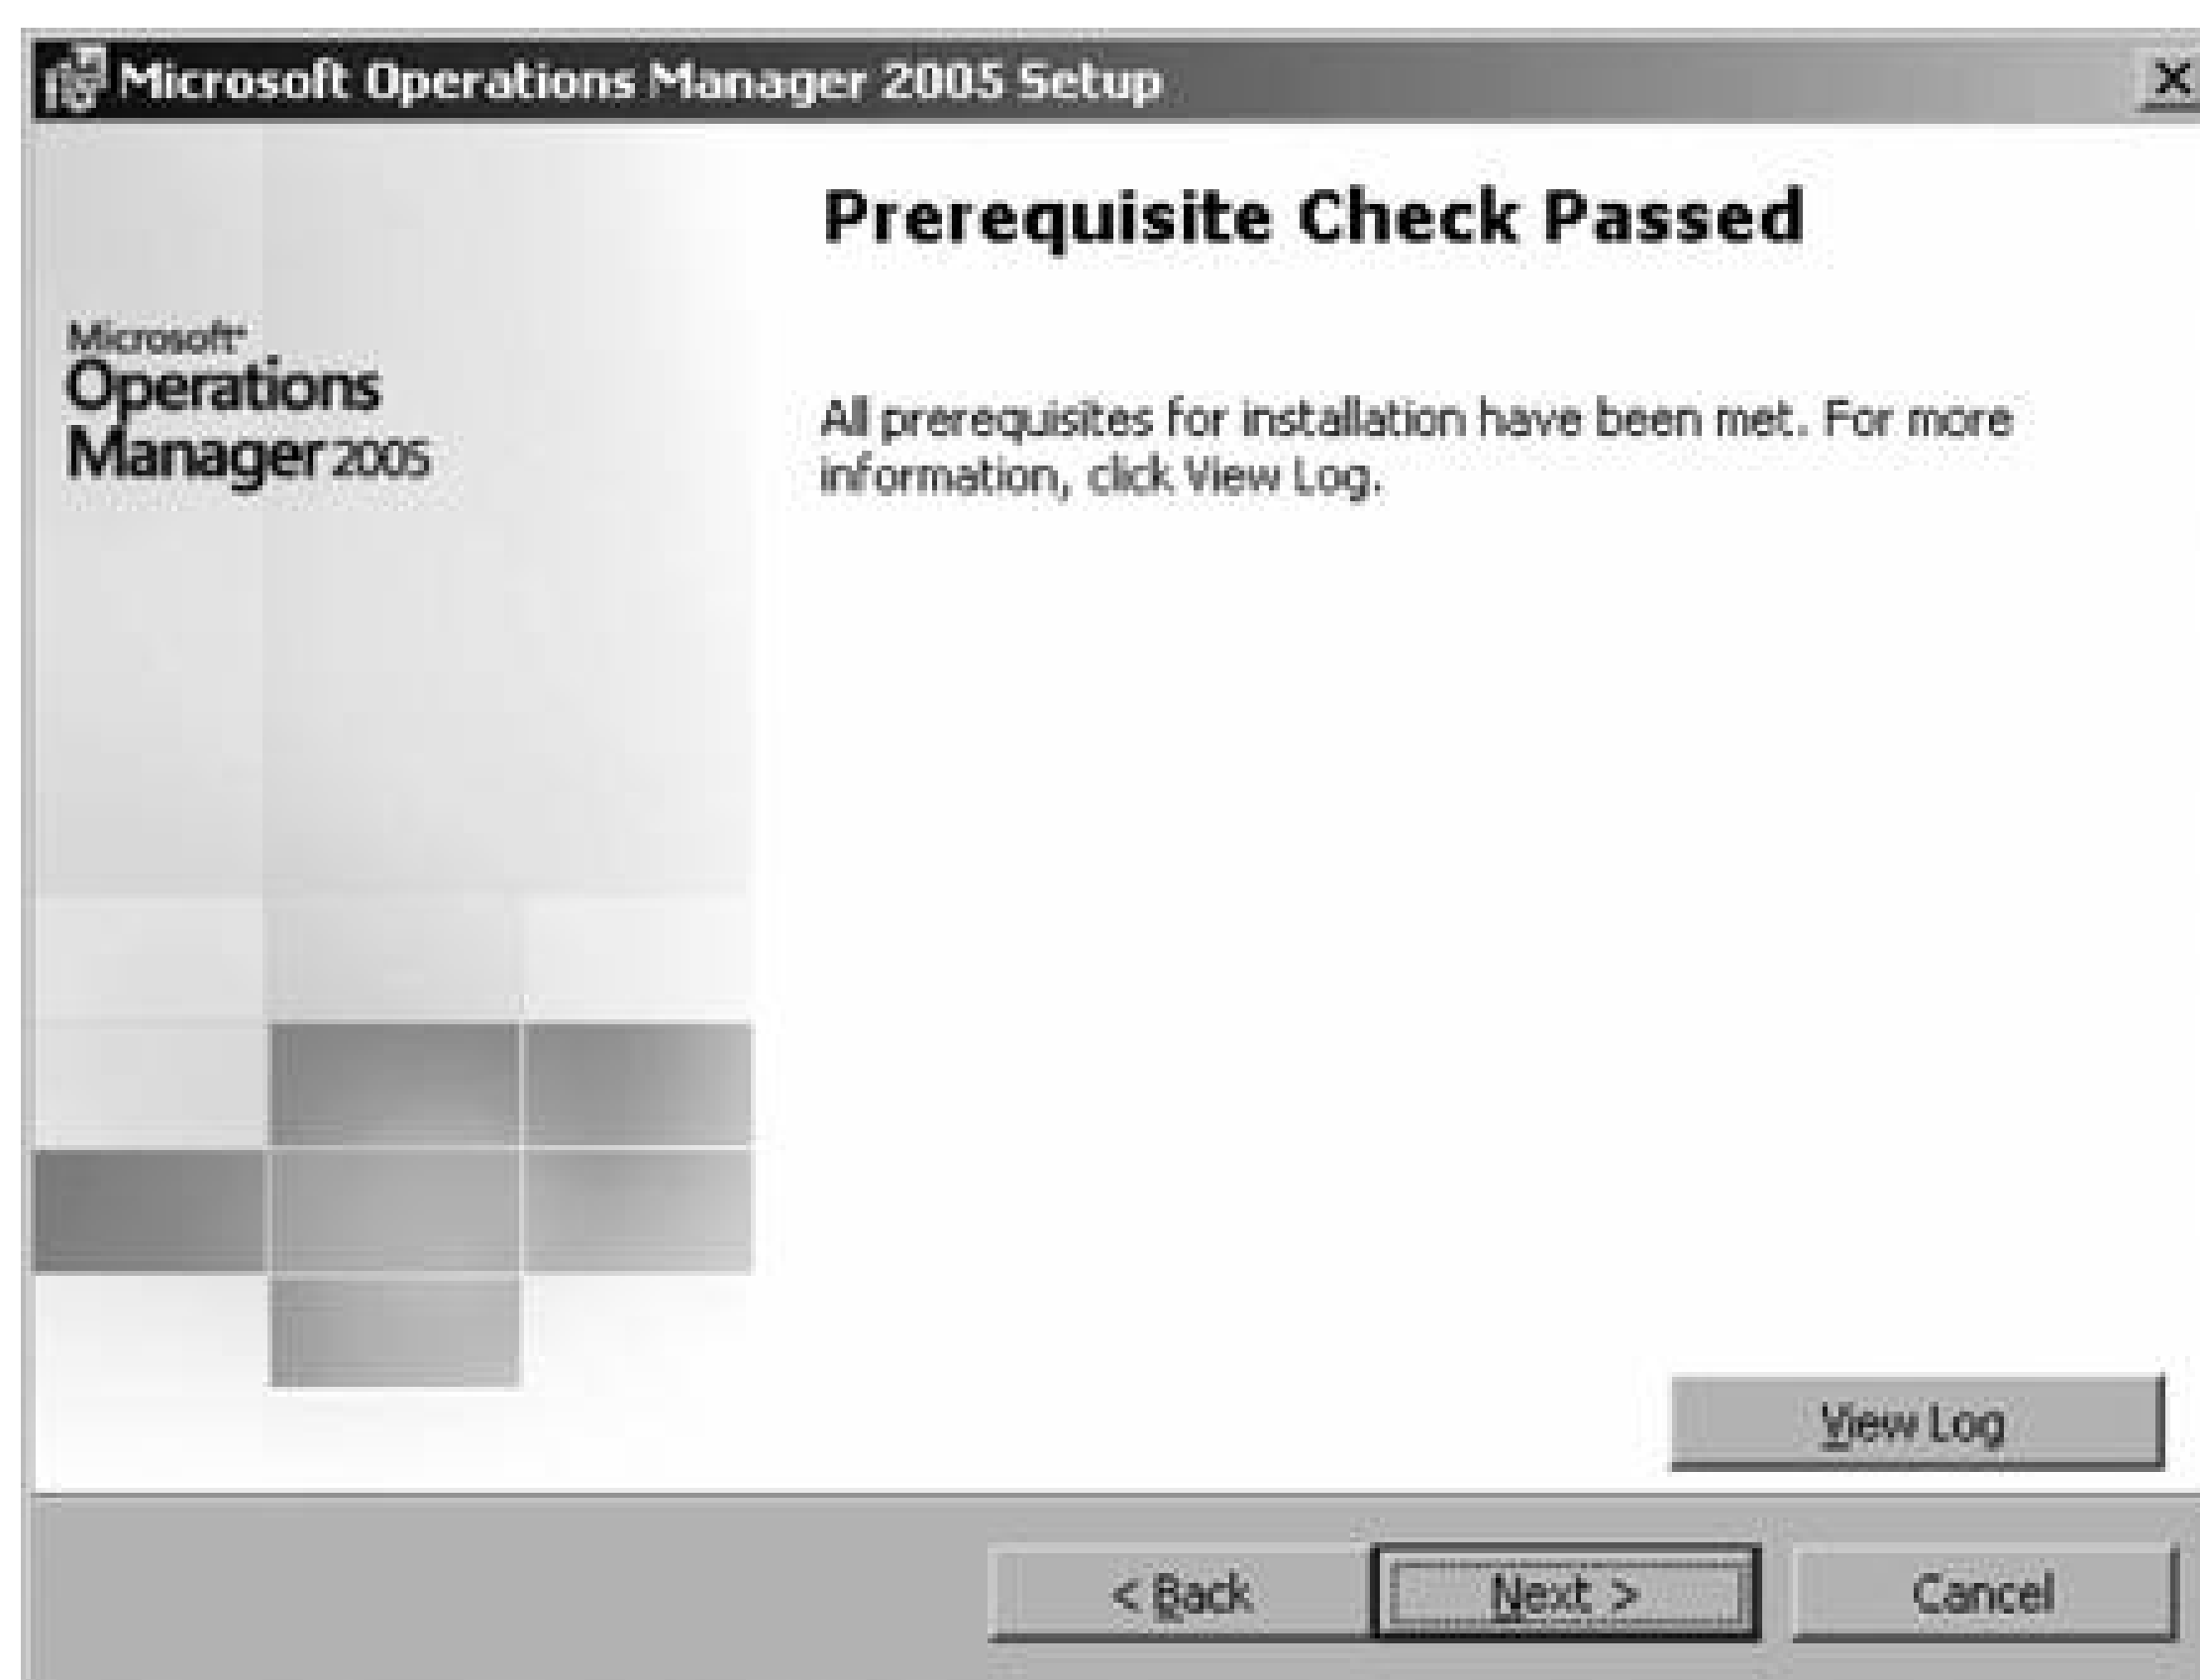 Microsoft Operations Manager 2005 Setup
Prerequisite Check Passed
Microsoft
Operations
Manager 2005
All prerequisites for installation have been met. For more
information, click View Log.
View Log
< Back
Next >
Cancel